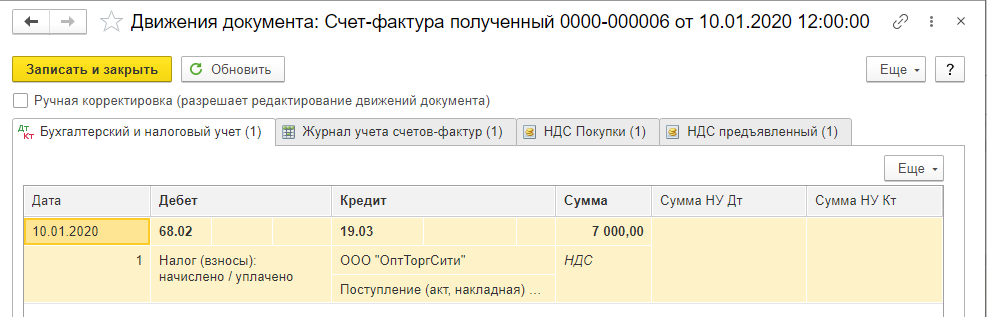 Движения документа: Счет-фактура полученный 0000-000006 от 10.01.2020 12:00:00
Записать и закрыть Обновить Еще ?
Ручная корректировка (разрешает редактирование движений документа)
Дт Кт Бухгалтерский и налоговый учет (1) Журнал учета счетов-фактур (1) НДС Покупки (1) НДС предъявленный (1)
Еще
Дата Дебет Кредит Сумма Сумма НУ Дт Сумма НУ Кт
10.01.2020 68.02 19.03 7 000,00
1 Налог (взносы): ООО "ОптТоргСити" НДС
начислено / уплачено
Поступление (акт, накладная) ...